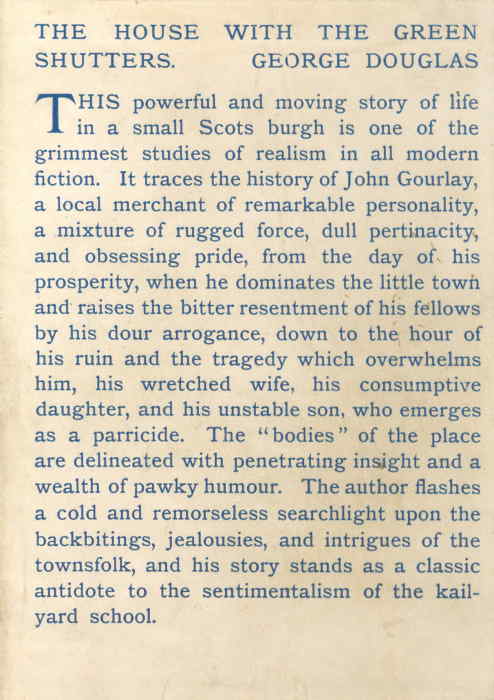 THE HOUSE WITH THE GREEN
SHUTTERS. GEORGE DOUGLAS
THIS powerful and moving story of life
in a small Scots burgh is one of the
grimmest studies of realism in all modern
fiction. It traces the history of John Gourlay,
a local merchant of remarkable personality,
a mixture of rugged force, dull pertinacity,
and obsessing pride, from the day of his
prosperity, when he dominates the little town
and raises the bitter resentment of his fellows
by his dour arrogance, down to the hour of
his ruin and the tragedy which overwhelms
him, his wretched wife, his consumptive
daughter, and his unstable son, who emerges
as a parricide. The “bodies” of the place
are delineated with penetrating insight and a
wealth of pawky humour. The author flashes
a cold and remorseless searchlight upon the
backbitings, jealousies, and intrigues of the
townsfolk, and his story stands as a classic
antidote to the sentimentalism of the kail-
yard school.